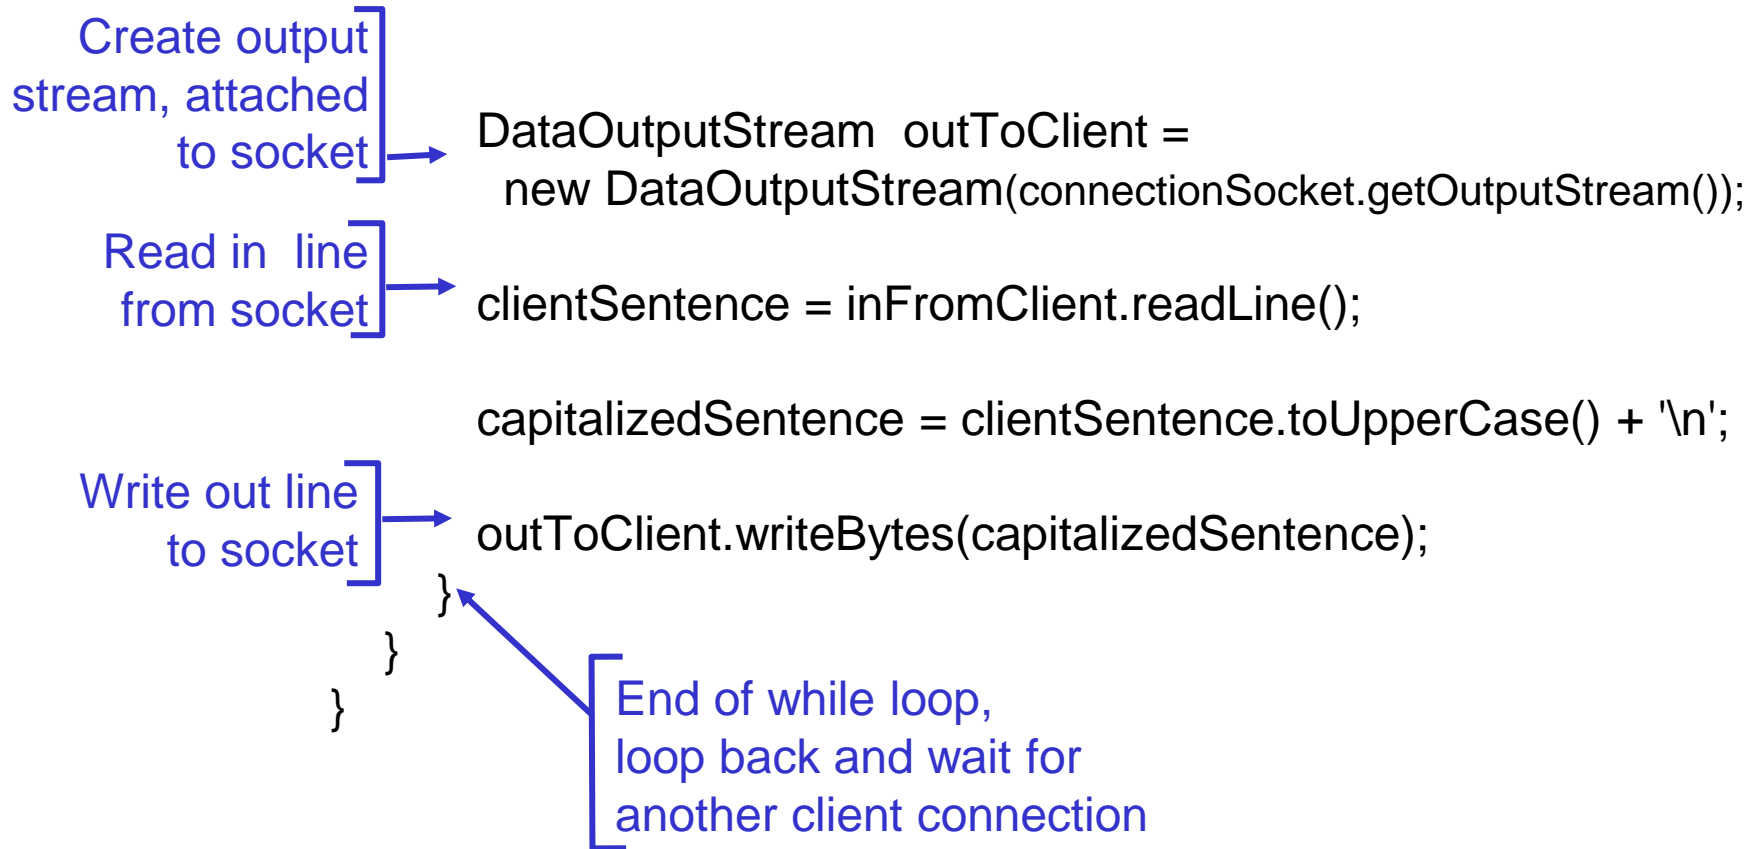 Create output
stream, attached
to socket
DataOutputStream outToClient =
new DataOutputStream(connectionSocket.getOutputStream());
Read in line
from socket
clientSentence = inFromClient.readLine();
capitalizedSentence = clientSentence.toUpperCase() + '\n';
Write out line
to socket
outToClient.writeBytes(capitalizedSentence);
}
}
}
End of while loop,
loop back and wait for
another client connection